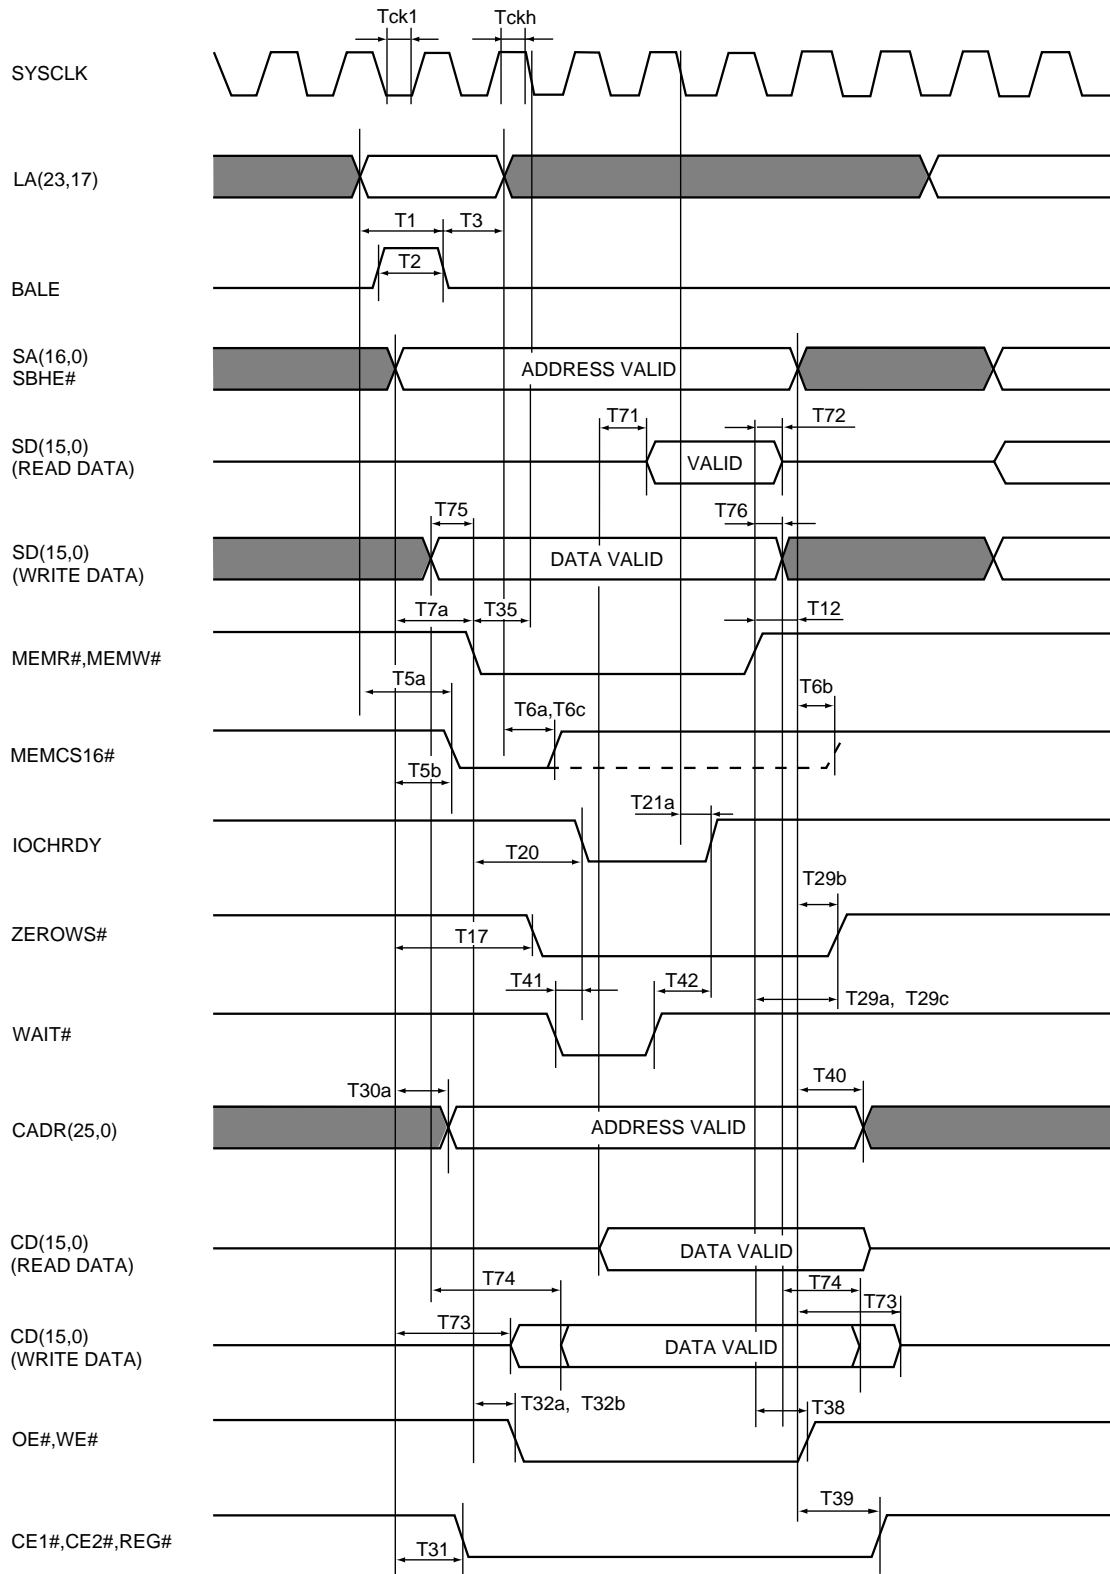 Tck1
Tckh
SYSCLK
LA(23,17)
T1
T3
T2
BALE
SA(16,0)
SBHE#
ADDRESS VALID
T71
T72
SD(15,0)
(READ DATA)
VALID
T75
T76
SD(15,0)
(WRITE DATA)
DATA VALID
T7a
T35
T12
MEMR#,MEMW#
T5a
T6b
T6a,T6c
MEMCS16#
T5b
T21a
IOCHRDY
T20
T29b
ZEROWS#
T17
T41
T42
T29a, T29c
WAIT#
T30a
T40
CADR(25,0)
ADDRESS VALID
CD(15,0)
(READ DATA)
DATA VALID
T74
T74
T73
T73
CD(15,0)
(WRITE DATA)
DATA VALID
T32a, T32b
T38
OE#,WE#
T39
CE1#,CE2#,REG#
T31